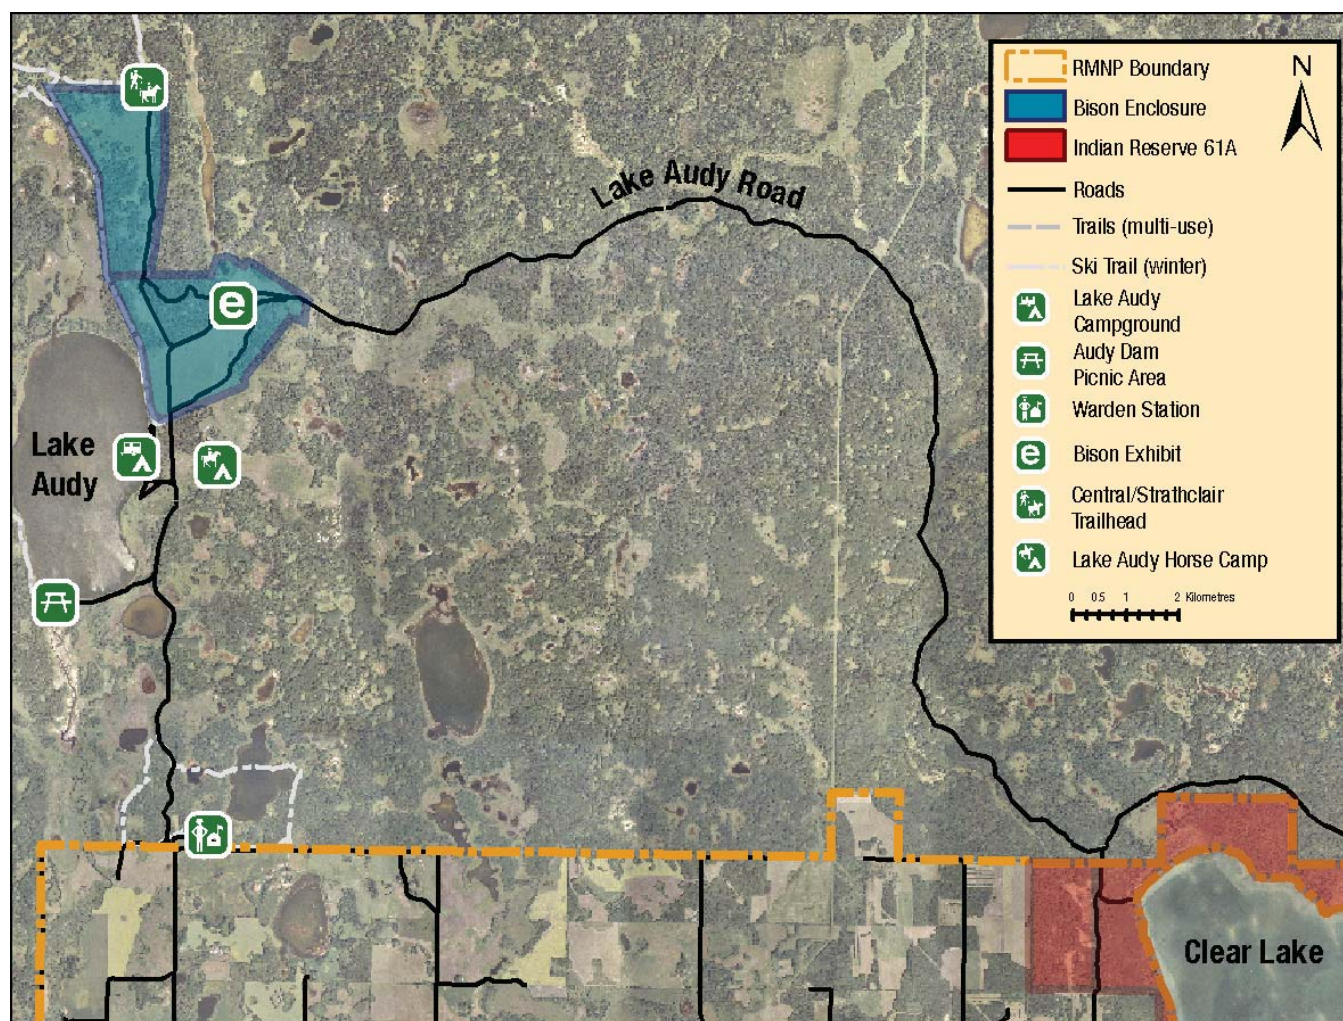 Lake Audy Road
Lake
Audy
Clear Lake
e
RMNP Boundary
Bison Enclosure
Indian Reserve 61A
N
Roads
Trails (multi-use)
Ski Trail (winter)
Lake Audy
Campground
Audy Dam
Picnic Area
Warden Station
e
Bison Exhibit
Central/Strathclair
Trailhead
Lake Audy Horse Camp
0 0.5 1 2 Kilometres